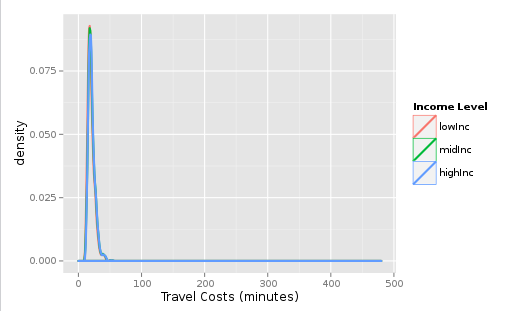 density
0.075
0.050
0.025
0.000
0
100
200
300
400
500
Travel Costs (minutes)
Income Level
lowInc
midInc
highInc